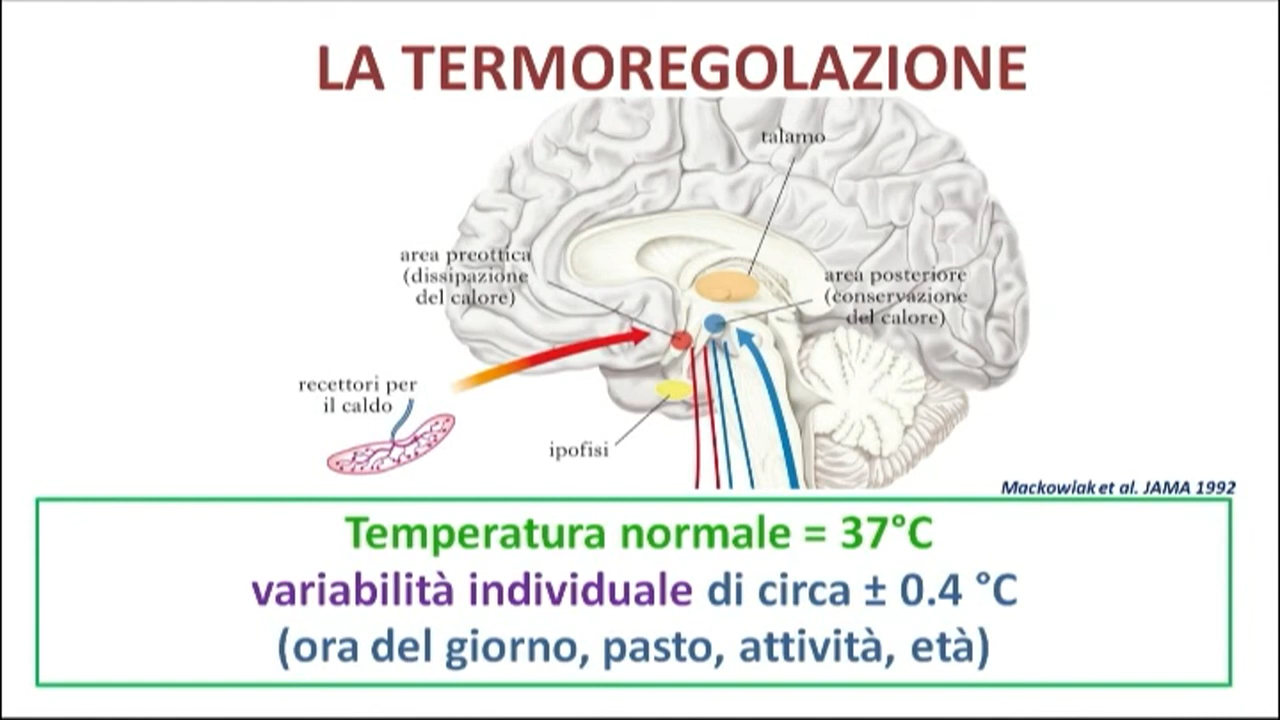 LA TERMOREGOLAZIONE
talamo
area preottica
(dissipazione
del calore)
area posteriore
(conservazione
del calore)
recettori per
il caldo
ipofisi
Mackowiak et al. JAMA 1992
Temperatura normale = 37°C
variabilità individuale di circa ± 0.4 °C
(ora del giorno, pasto, attività, età)